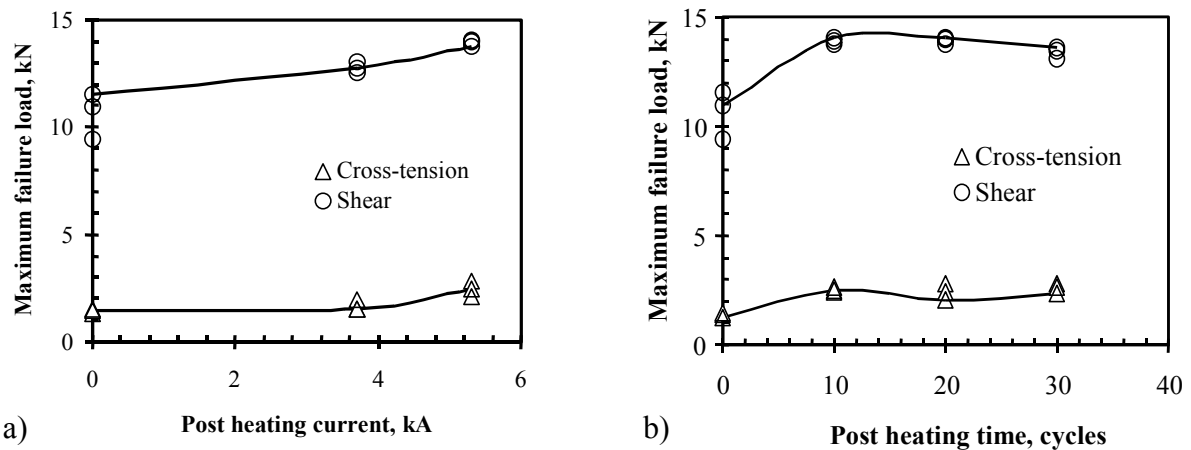 Maximum failure load, kN
15
10
5
0
Cross-tension
Shear
0 2 4 6
Post heating current, kA
a)
Maximum failure load, kN
15
10
5
0
Cross-tension
Shear
0 10 20 30 40
Post heating time, cycles
b)